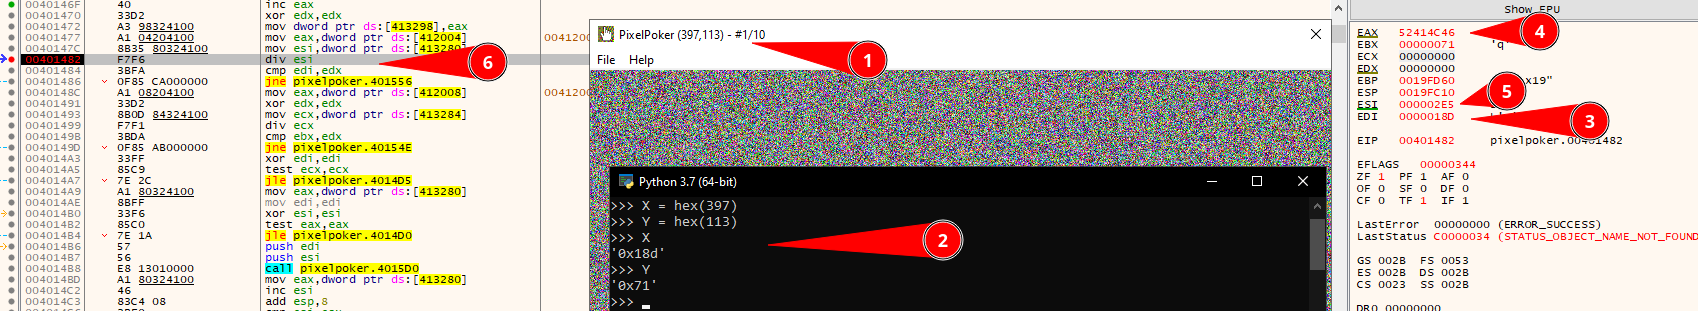 0040146F 40 inc eax
00401470 33D2 xor edx,edx
00401472 A3 98324100 mov dword ptr ds:[413298],eax
00401477 A1 04204100 mov eax,dword ptr ds:[412004] 0041200
0040147C 8B35 80324100 mov esi,dword ptr ds:[413280]
00401482 F7F6 div esi
00401484 3BFA cmp edi,edx
00401486 0F85 CA000000 jne pixelpoker.401556
0040148C A1 08204100 mov eax,dword ptr ds:[412008] 0041200
00401491 33D2 xor edx,edx
00401493 8B0D 84324100 mov ecx,dword ptr ds:[413284]
00401499 F7F1 div ecx
0040149B 3BDA cmp ebx,edx
0040149D 0F85 AB000000 jne pixelpoker.40154E
004014A3 33FF xor edi,edi
004014A5 85C9 test ecx,ecx
004014A7 7E 2C jle pixelpoker.4014D5
004014A9 A1 80324100 mov eax,dword ptr ds:[413280]
004014AE 8BFF mov edi,edi
004014B0 33F6 xor esi,esi
004014B2 85C0 test eax,eax
004014B4 7E 1A jle pixelpoker.4014D0
004014B6 57 push edi
004014B7 56 push esi
004014B8 E8 13010000 call pixelpoker.4015D0
004014BD A1 80324100 mov eax,dword ptr ds:[413280]
004014C2 46 inc esi
004014C3 83C4 08 add esp,8
PixelPoker (397,113) - #1/10
File Help
1
6
Python 3.7 (64-bit)
>>> X = hex(397)
>>> Y = hex(113)
>>> X
'0x18d'
>>> Y
'0x71'
>>>
2
Show FPU
EAX 52414C46
EBX 00000071 'q'
ECX 00000000
EDX 00000000
EBP 0019FD60 x19"
ESP 0019FC10
ESI 000002E5
EDI 0000018D
4
5
3
EIP 00401482 pixelpoker.00401482
EFLAGS 00000344
ZF 1 PF 1 AF 0
OF 0 SF 0 DF 0
CF 0 TF 1 IF 1
LastError 00000000 (ERROR_SUCCESS)
LastStatus C0000034 (STATUS_OBJECT_NAME_NOT_FOUND
GS 002B FS 0053
ES 002B DS 002B
CS 0023 SS 002B
DR0 00000000